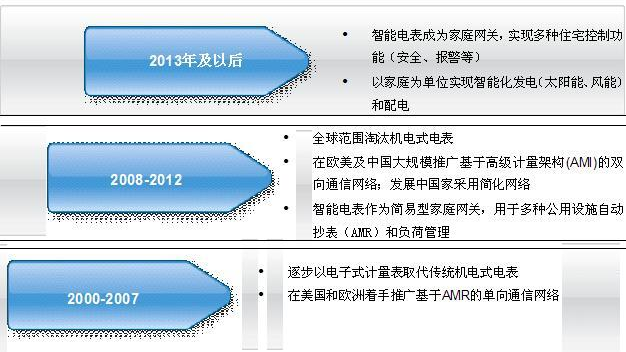 2013年及以后
• 智能电表成为家庭网关，实现多种住宅控制功
能（安全、报警等）
• 以家庭为单位实现智能化发电（太阳能、风能）
和配电
2008-2012
• 全球范围淘汰机电式电表
• 在欧美及中国大规模推广基于高级计量架构(AMI)的双
向通信网络；发展中国家采用简化网络
• 智能电表作为简易型家庭网关，用于多种公用设施自动
抄表（AMR）和负荷管理
2000-2007
• 逐步以电子式计量表取代传统机电式电表
• 在美国和欧洲着手推广基于AMR的单向通信网络